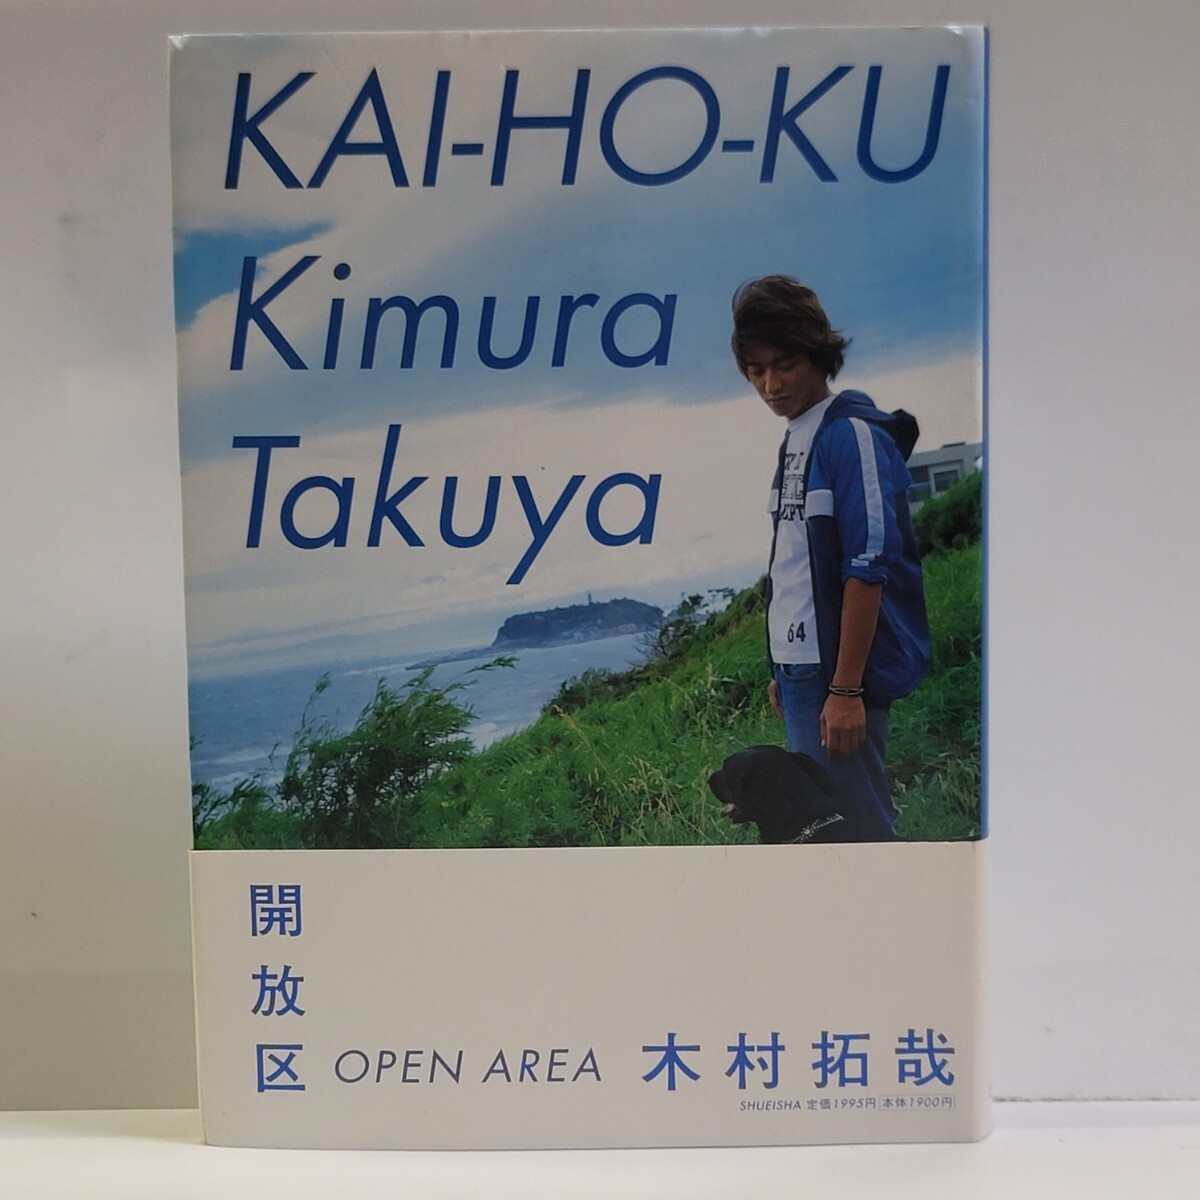 KAI-HO-KU
Kimura
Takuya
64
開放区
OPEN AREA
木村拓哉
SHUEISHA 定価1995円 本体1900円